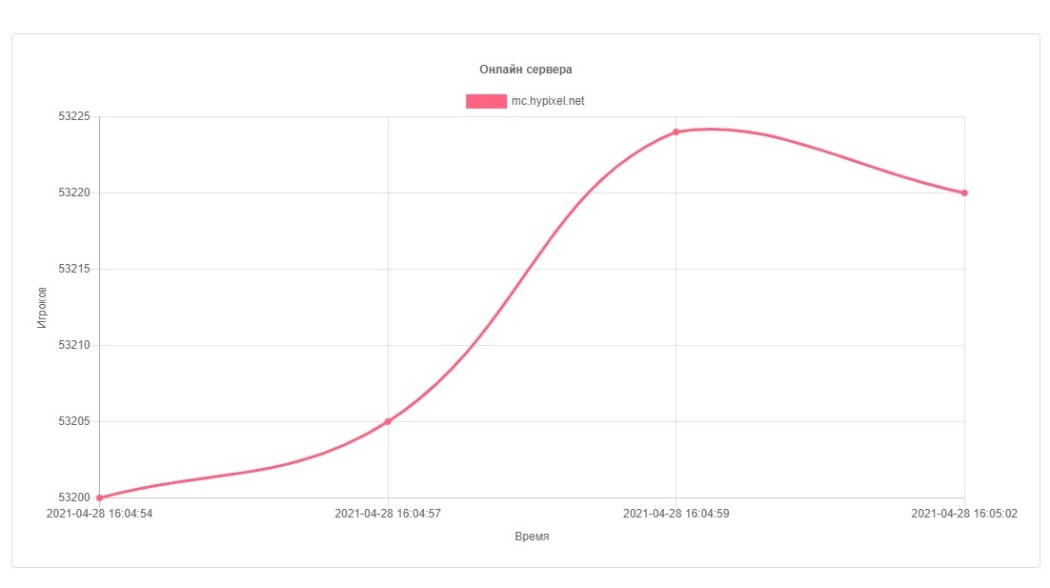 Онлайн сервера
mc.hypixel.net
53225
53220
53215
53210
53205
53200
Игроков
2021-04-28 16:04:54
2021-04-28 16:04:57
2021-04-28 16:04:59
2021-04-28 16:05:02
Время